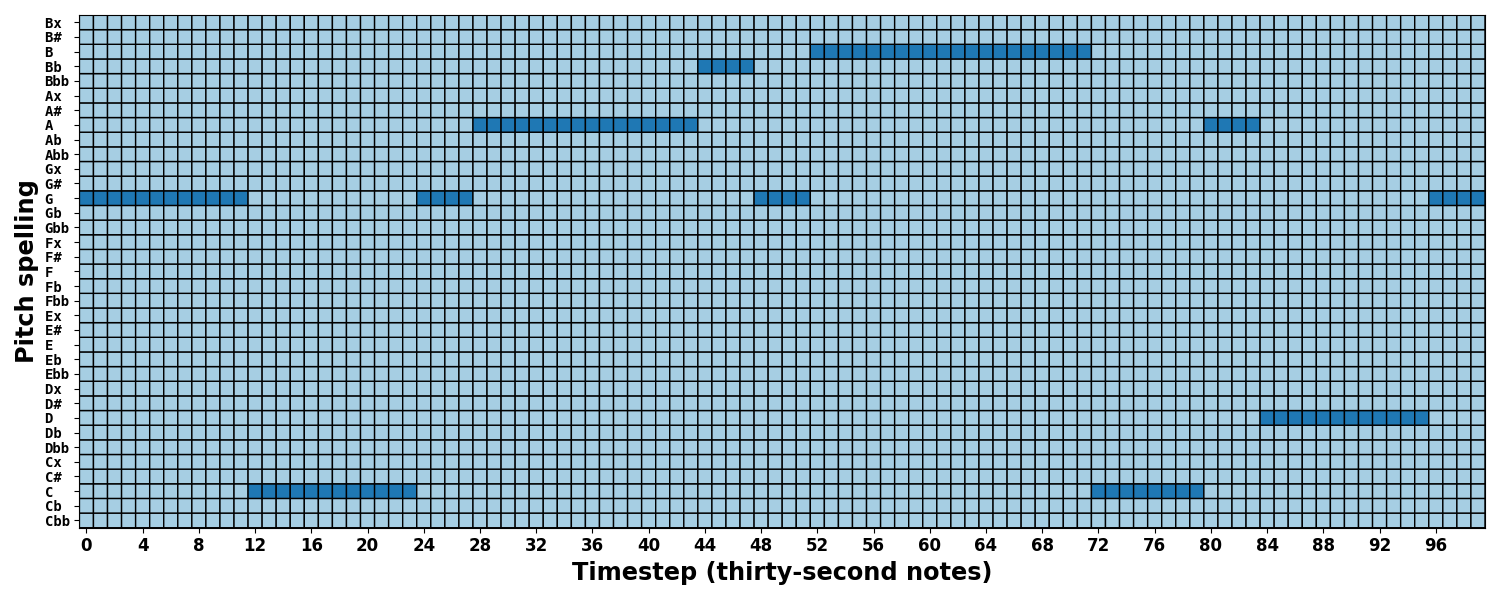 Pitch spelling
Bx
B#
B
Bb
Bbb
Ax
A#
A
Ab
Abb
Gx
G#
G
Gb
Gbb
Fx
F#
F
Fb
Fbb
Ex
E#
E
Eb
Ebb
Dx
D#
D
Db
Dbb
Cx
C#
C
Cb
Cbb
0 4 8 12 16 20 24 28 32 36 40 44 48 52 56 60 64 68 72 76 80 84 88 92 96
Timestep (thirty-second notes)